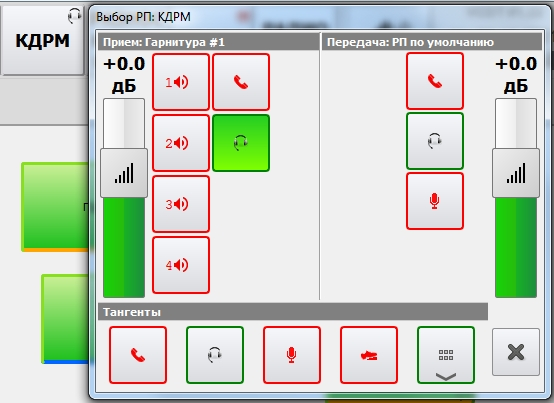 Выбор РП: КДРМ
КДРМ
Прием: Гарнитура #1
Передача: РП по умолчанию
+0.0
дБ
+0.0
дБ
1
2
3
4
Тангенты